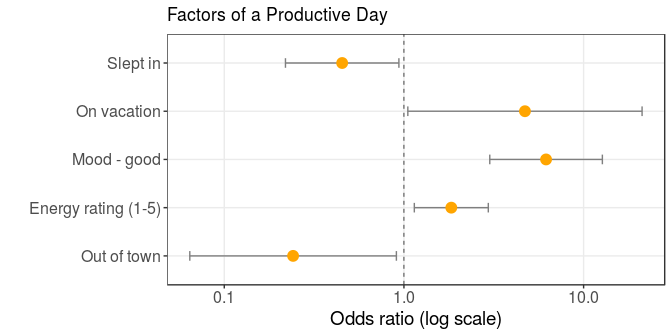 Factors of a Productive Day
Slept in
On vacation
Mood - good
Energy rating (1-5)
Out of town
0.1 1.0 10.0
Odds ratio (log scale)